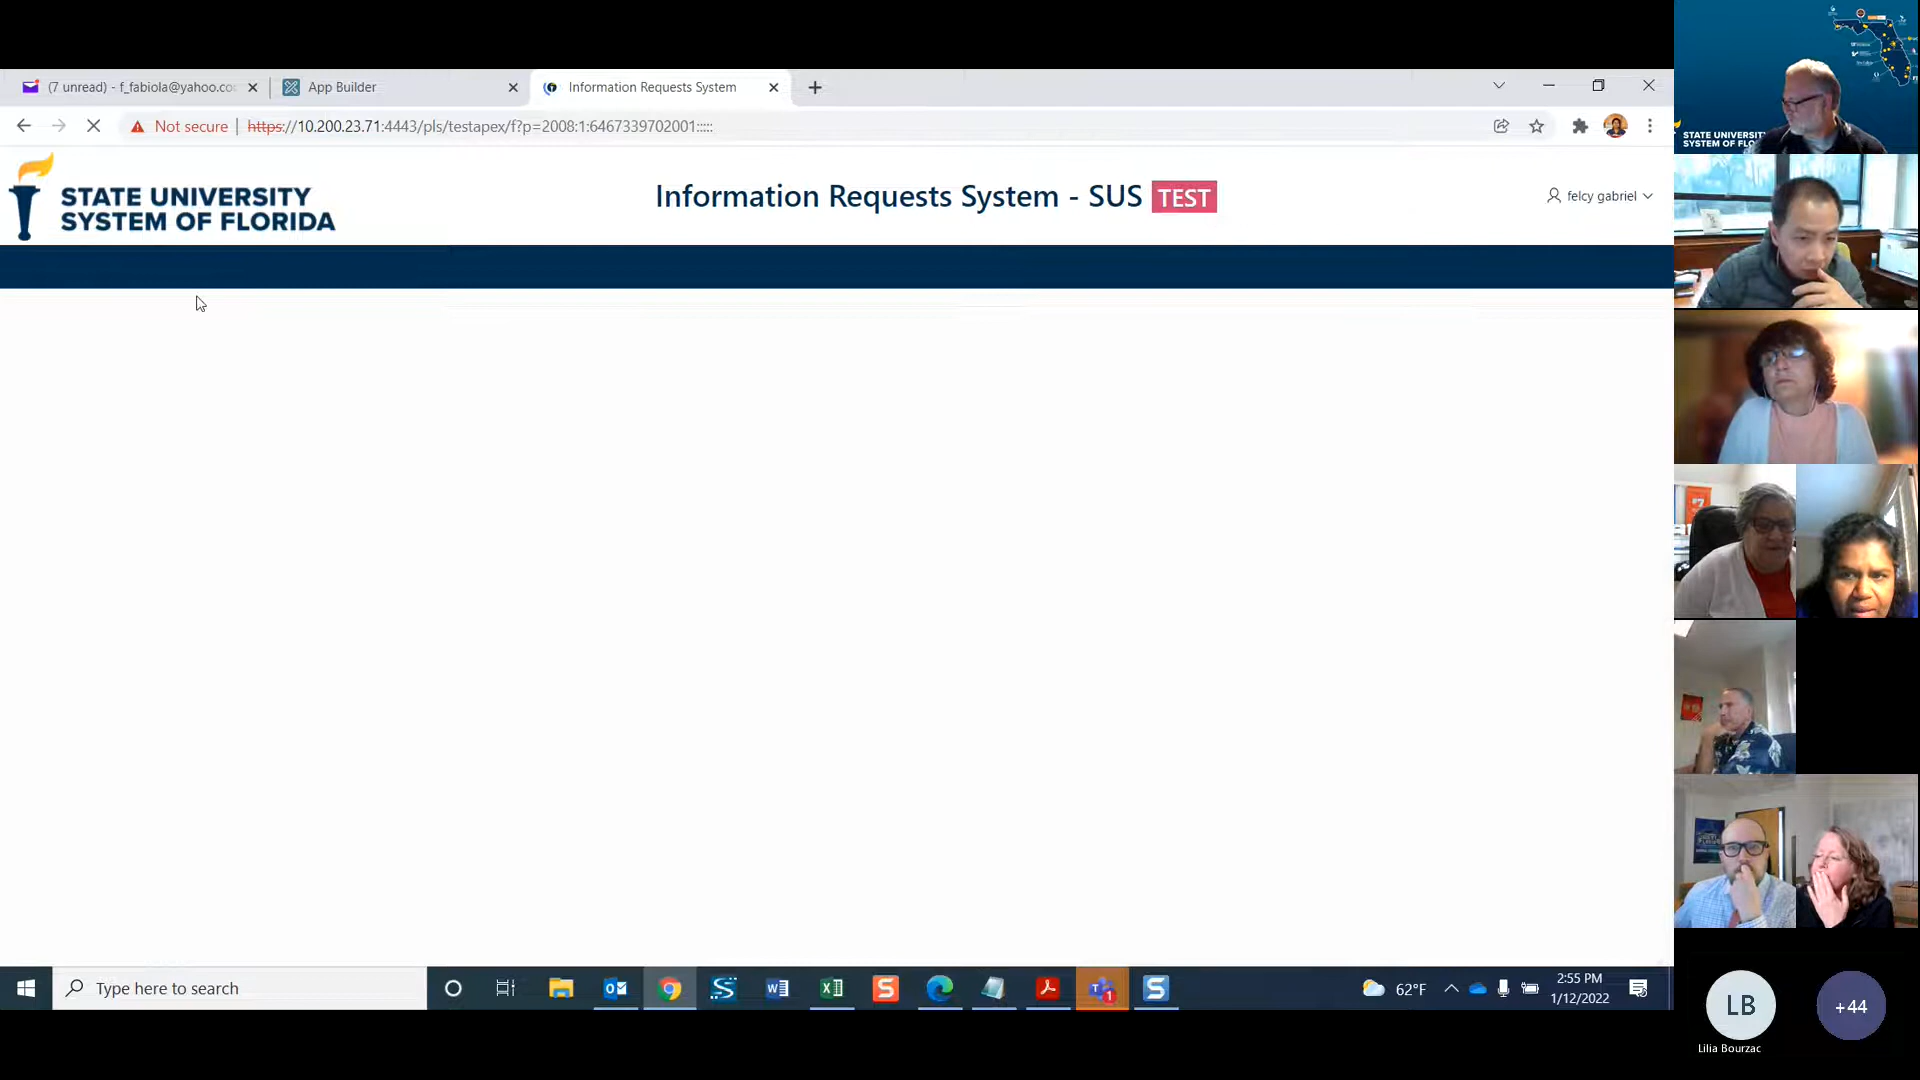 (7 unread) - f_fabiola@yahoo.co
App Builder
Information Requests System
Not secure
https://10.200.23.71:4443/pls/testapex/f?p=2008:1:6467339702001:::::
STATE UNIVERSITY
SYSTEM OF FLORIDA
Information Requests System - SUS TEST
felcy gabriel
STATE UNIVERSIT
SYSTEM OF FLO
Type here to search
62°F
2:55 PM
1/12/2022
1
LB
+44
Lilia Bourzac